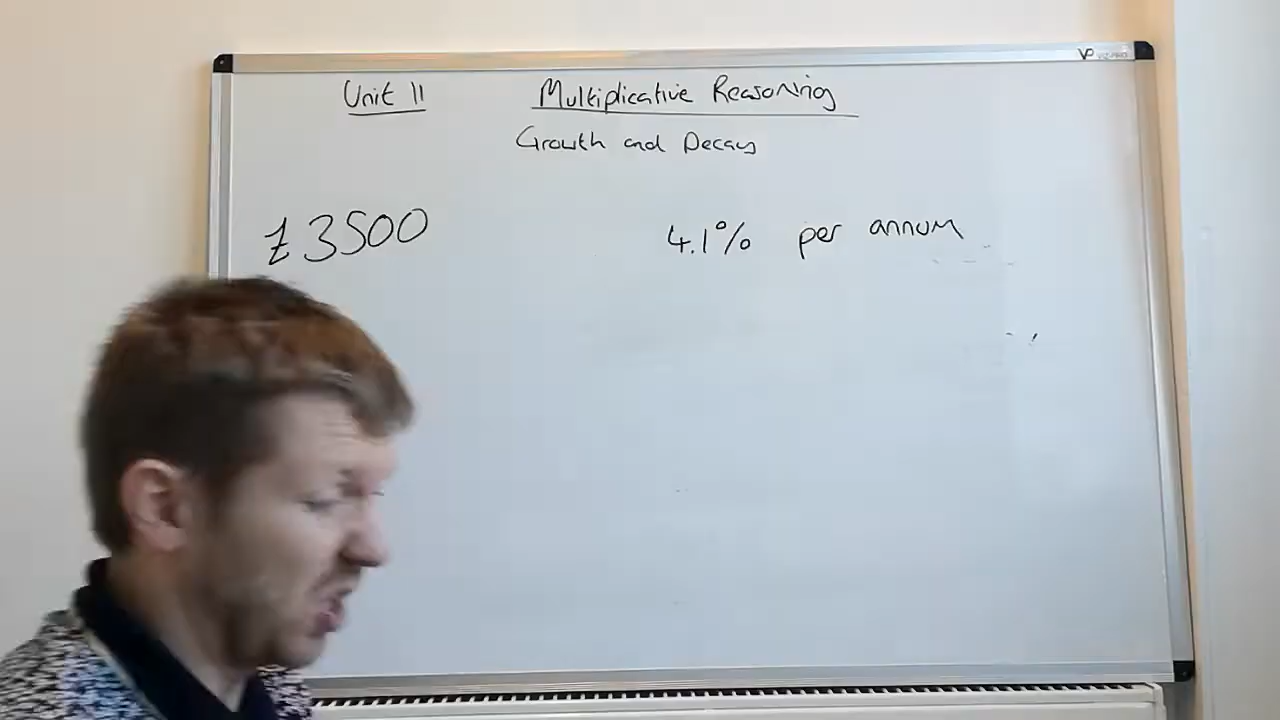 Unit 11 Multiplicative Reasoning
Growth and Decay
£3500 4.1% per annum